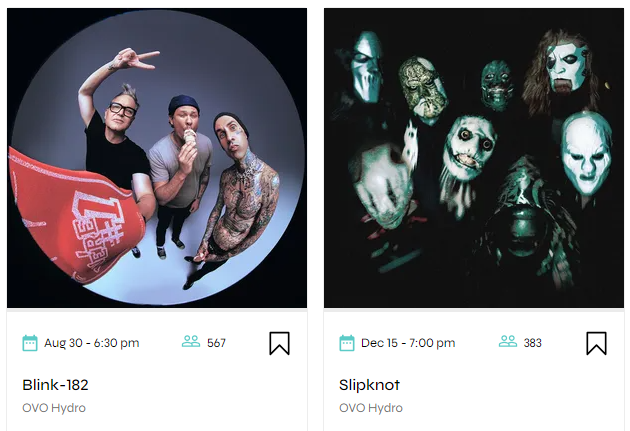 Aug 30 - 6:30 pm
567
Blink-182
OVO Hydro
Dec 15 - 7:00 pm
383
Slipknot
OVO Hydro